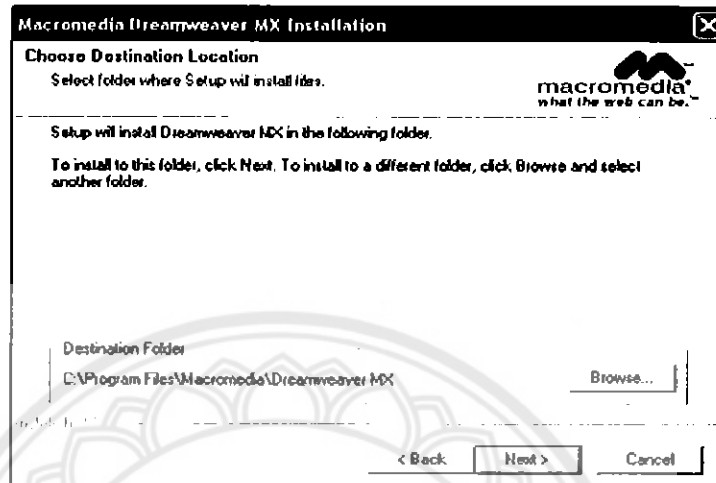 Macromedia Dreamweaver MX Installation
Choose Destination Location
Select folder where Setup will install files.
macromedia
what the web can be.
Setup will install Dreamweaver MX in the following folder.
To install to this folder, click Next. To install to a different folder, click Browse and select
another folder.
Destination Folder
C:\Program Files\Macromedia\Dreamweaver MX
Browse...
< Back
Next >
Cancel